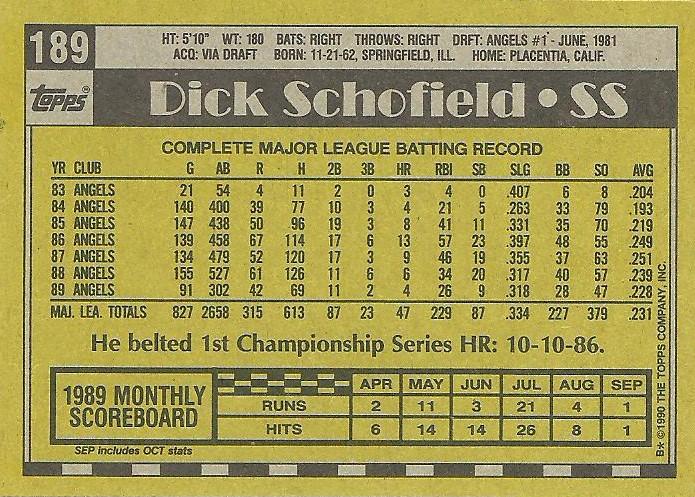 189
HT: 5'10" WT: 180 BATS: RIGHT THROWS: RIGHT DRFT: ANGELS #1 - JUNE, 1981
ACQ: VIA DRAFT BORN: 11-21-62, SPRINGFIELD, ILL. HOME: PLACENTIA, CALIF.
TOPPS®
Dick Schofield • SS
COMPLETE MAJOR LEAGUE BATTING RECORD
YR CLUB G AB R H 2B 3B HR RBI SB SLG BB SO AVG
83 ANGELS 21 54 4 11 2 0 3 4 0 .407 6 8 .204
84 ANGELS 140 400 39 77 10 3 4 21 5 .263 33 79 .193
85 ANGELS 147 438 50 96 19 3 8 41 11 .331 35 70 .219
86 ANGELS 139 458 67 114 17 6 13 57 23 .397 48 55 .249
87 ANGELS 134 479 52 120 17 3 9 46 19 .355 37 63 .251
88 ANGELS 155 527 61 126 11 6 6 34 20 .317 40 57 .239
89 ANGELS 91 302 42 69 11 2 4 26 9 .318 28 47 .228
MAJ. LEA. TOTALS 827 2658 315 613 87 23 47 229 87 .334 227 379 .231
He belted 1st Championship Series HR: 10-10-86.
1989 MONTHLY
SCOREBOARD
APR MAY JUN JUL AUG SEP
RUNS 2 11 3 21 4 1
HITS 6 14 14 26 8 1
SEP includes OCT stats
B* ©1990 THE TOPPS COMPANY, INC.